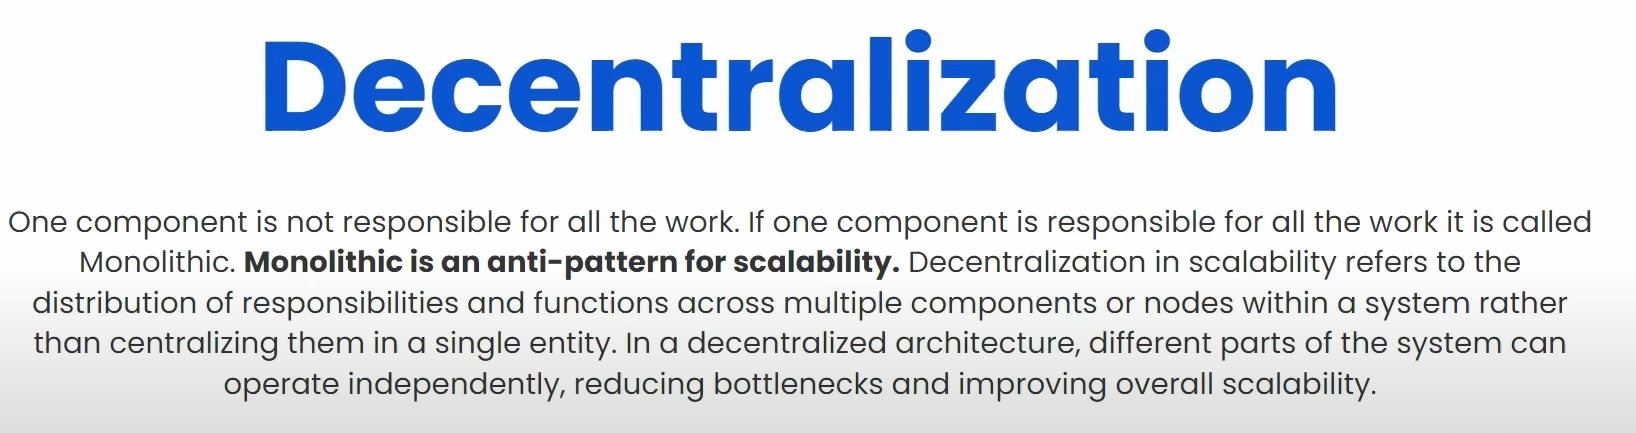 Decentralization
One component is not responsible for all the work. If one component is responsible for all the work it is called
Monolithic. Monolithic is an anti-pattern for scalability. Decentralization in scalability refers to the
distribution of responsibilities and functions across multiple components or nodes within a system rather
than centralizing them in a single entity. In a decentralized architecture, different parts of the system can
operate independently, reducing bottlenecks and improving overall scalability.